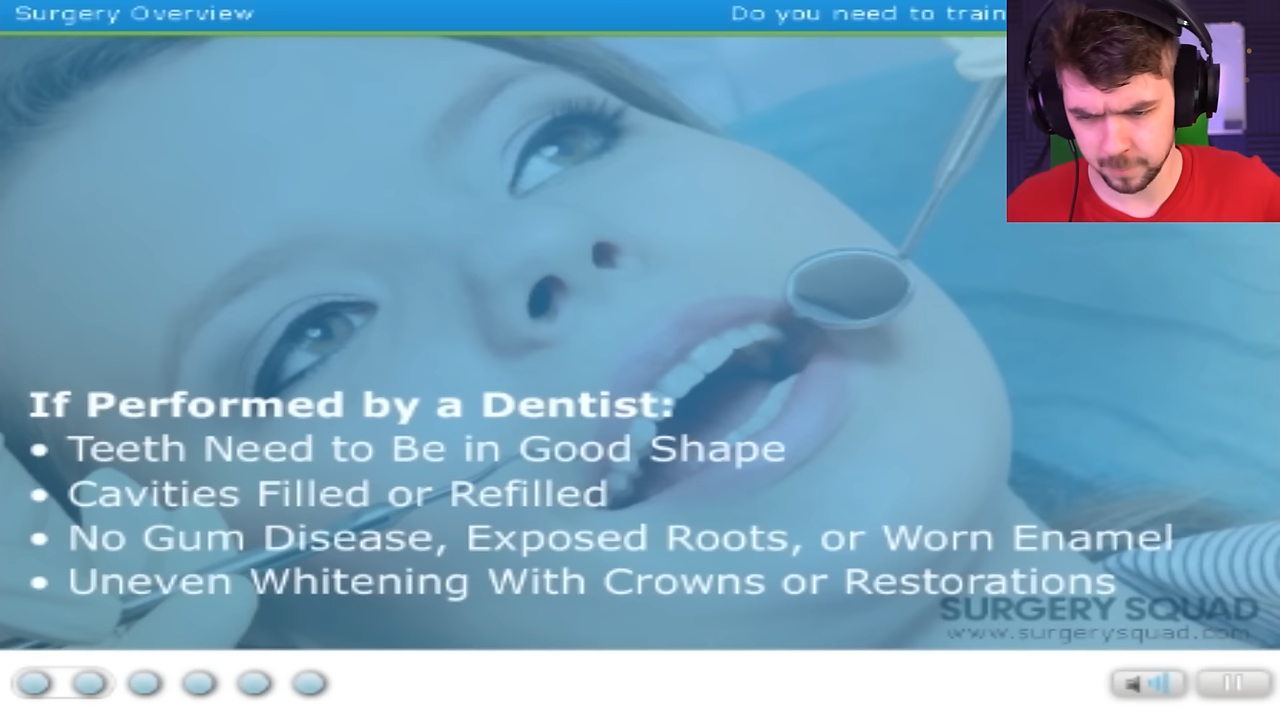 Surgery Overview
Do you need to train
If Performed by a Dentist:
• Teeth Need to Be in Good Shape
• Cavities Filled or Refilled
• No Gum Disease, Exposed Roots, or Worn Enamel
• Uneven Whitening With Crowns or Restorations
SURGERY SQUAD
www.surgerysquad.com